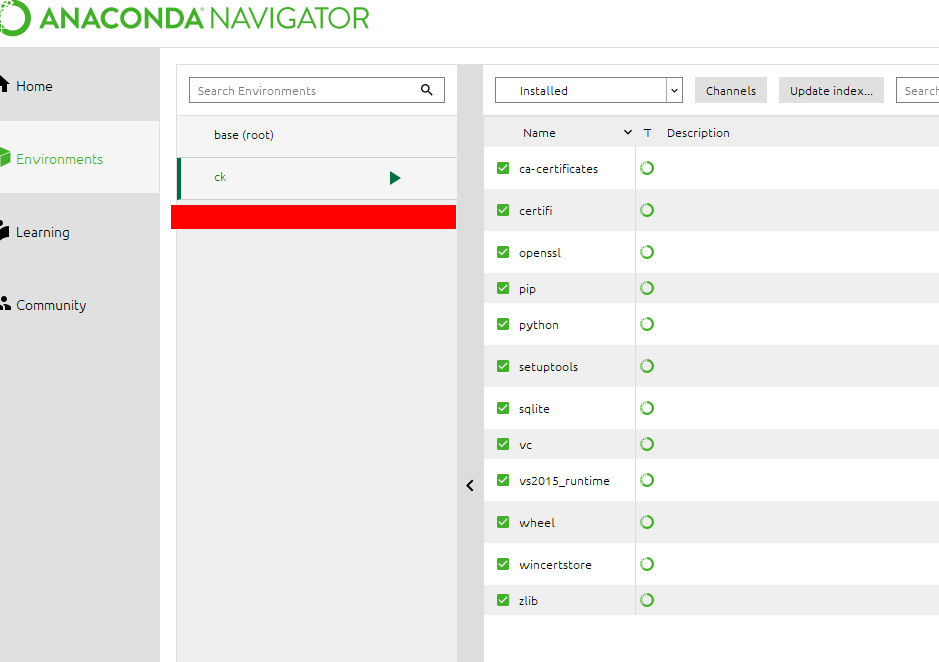 ANACONDA NAVIGATOR
Home
Environments
Learning
Community
Search Environments
base (root)
ck
Installed
Channels
Update index...
Search
Name
T
Description
ca-certificates
certifi
openssl
pip
python
setuptools
sqlite
vc
vs2015_runtime
wheel
wincertstore
zlib